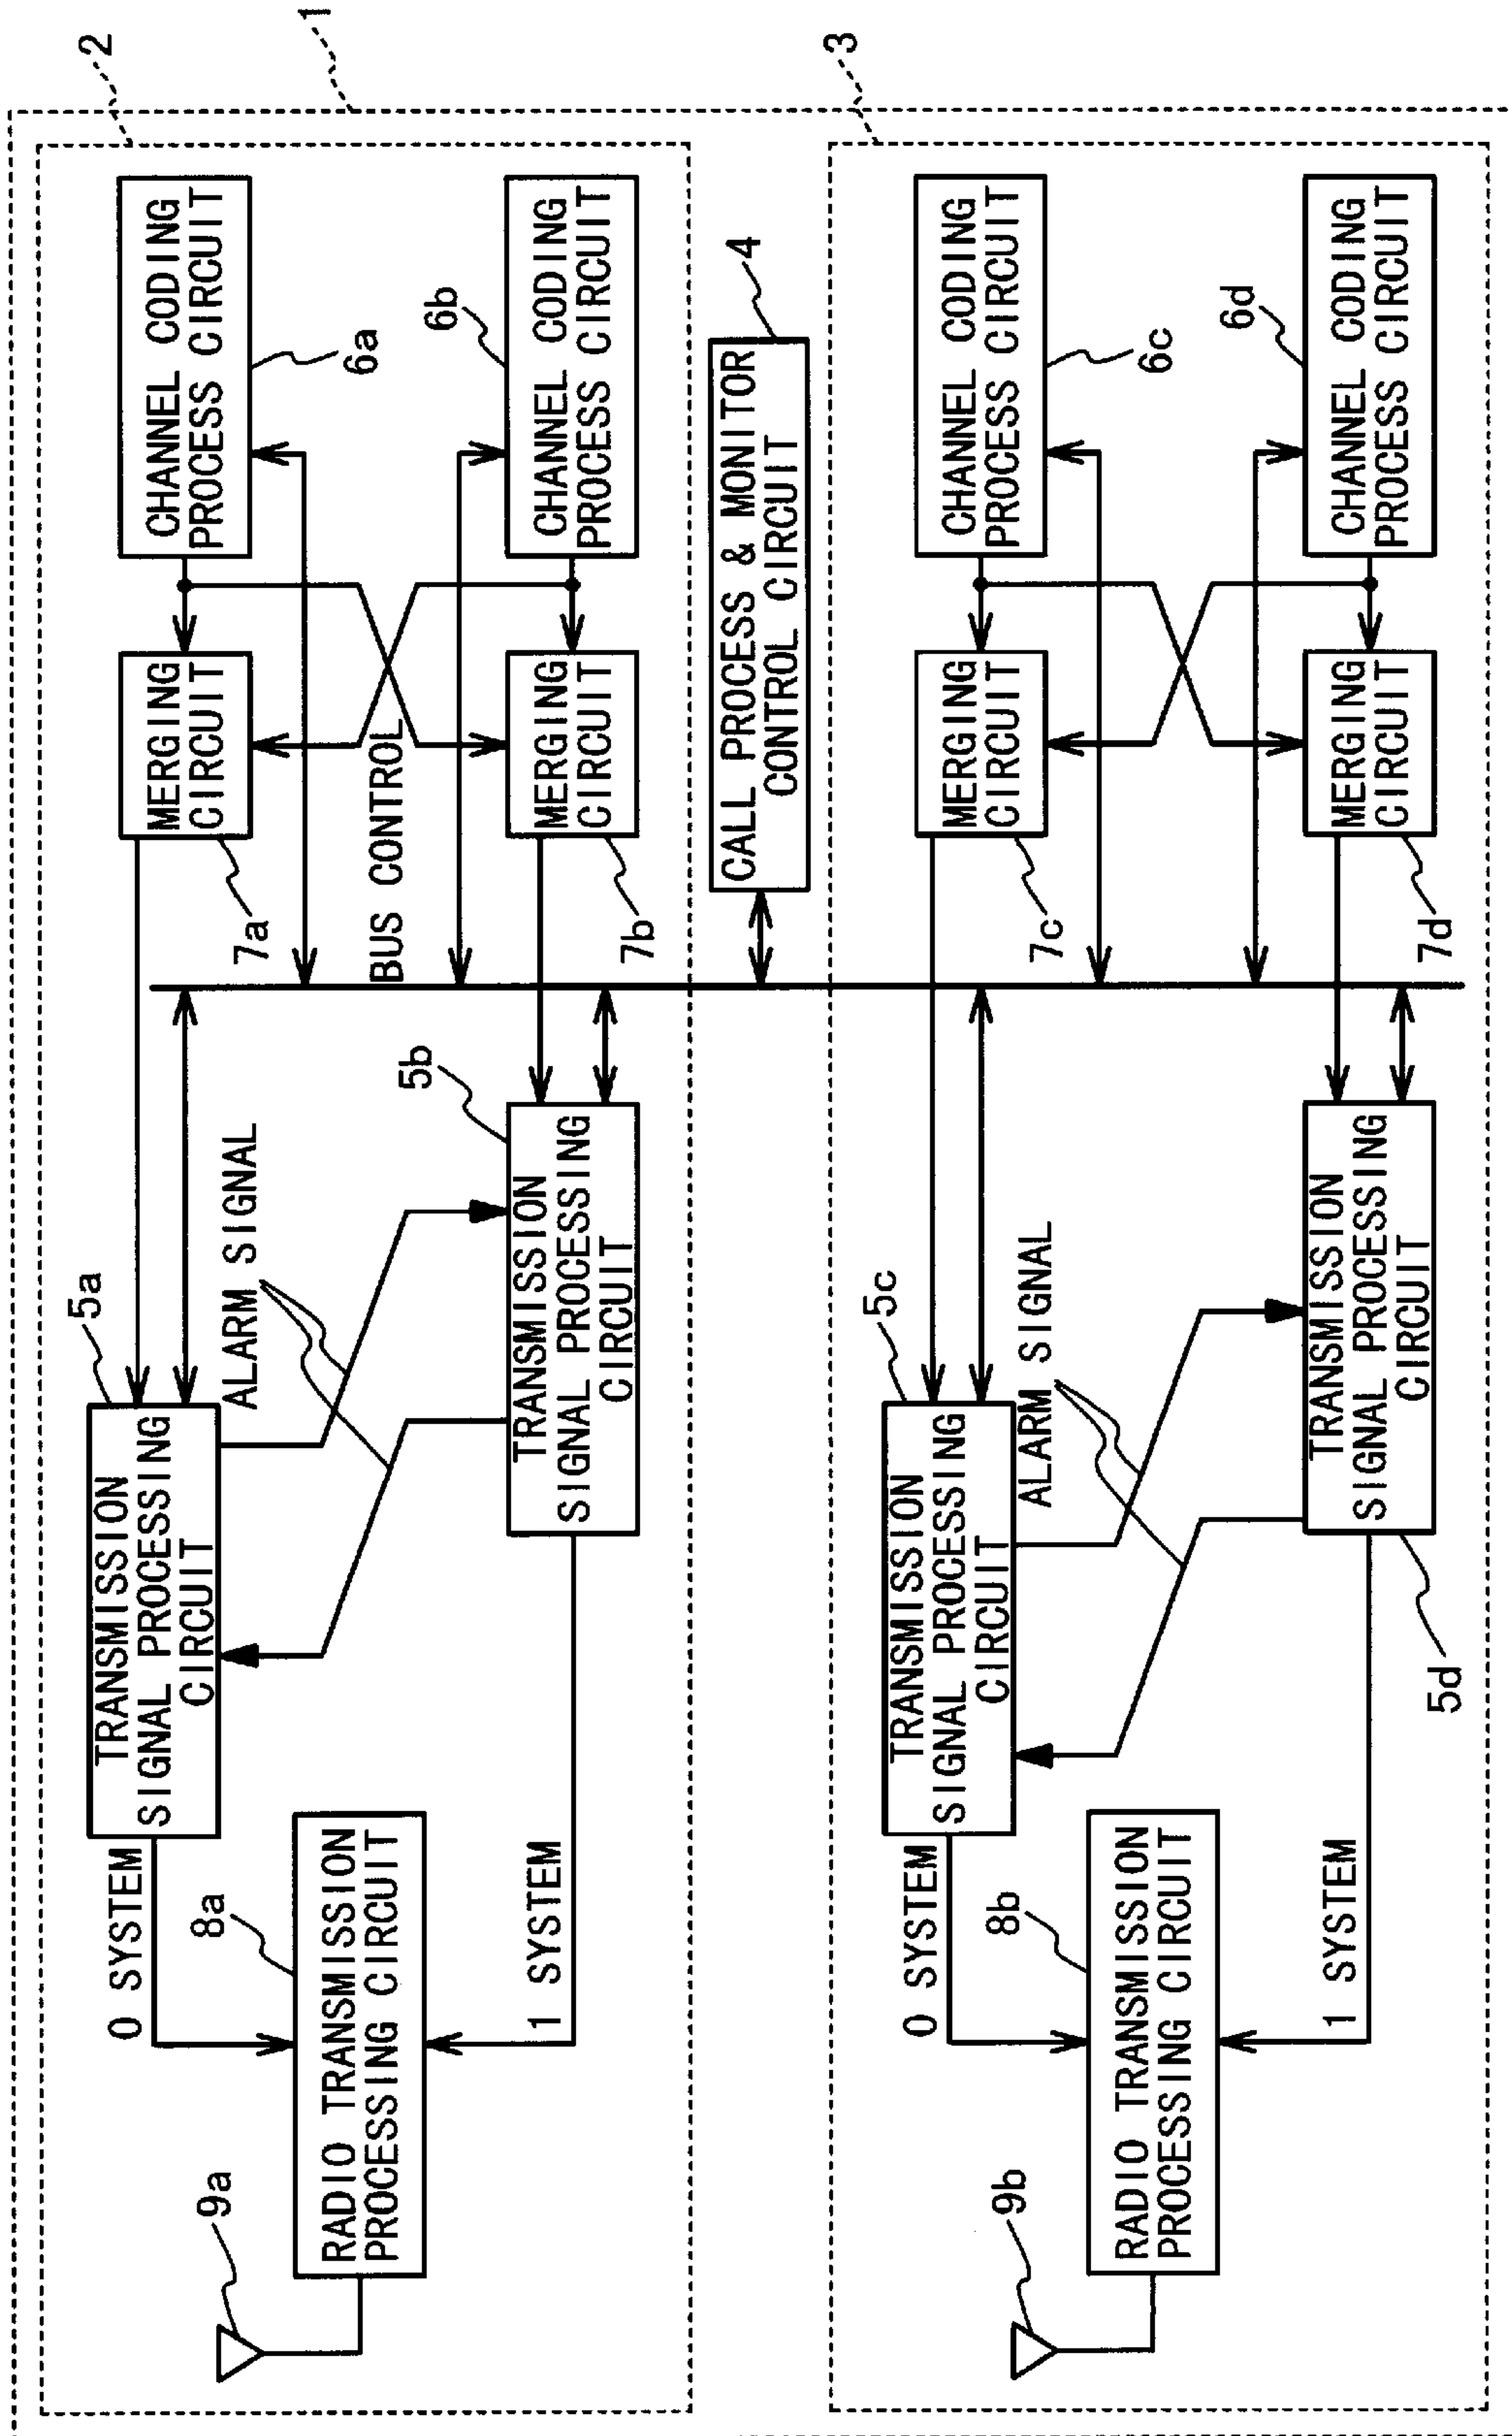 1
2
9a
0 SYSTEM
8a
RADIO TRANSMISSION
PROCESSING CIRCUIT
1 SYSTEM
5a
TRANSMISSION
SIGNAL PROCESSING
CIRCUIT
ALARM SIGNAL
5b
TRANSMISSION
SIGNAL PROCESSING
CIRCUIT
BUS CONTROL
7a
MERGING
CIRCUIT
7b
MERGING
CIRCUIT
6a
CHANNEL CODING
PROCESS CIRCUIT
6b
CHANNEL CODING
PROCESS CIRCUIT
4
CALL PROCESS & MONITOR
CONTROL CIRCUIT
3
9b
0 SYSTEM
8b
RADIO TRANSMISSION
PROCESSING CIRCUIT
1 SYSTEM
5c
TRANSMISSION
SIGNAL PROCESSING
CIRCUIT
ALARM SIGNAL
5d
TRANSMISSION
SIGNAL PROCESSING
CIRCUIT
7c
MERGING
CIRCUIT
7d
MERGING
CIRCUIT
6c
CHANNEL CODING
PROCESS CIRCUIT
6d
CHANNEL CODING
PROCESS CIRCUIT